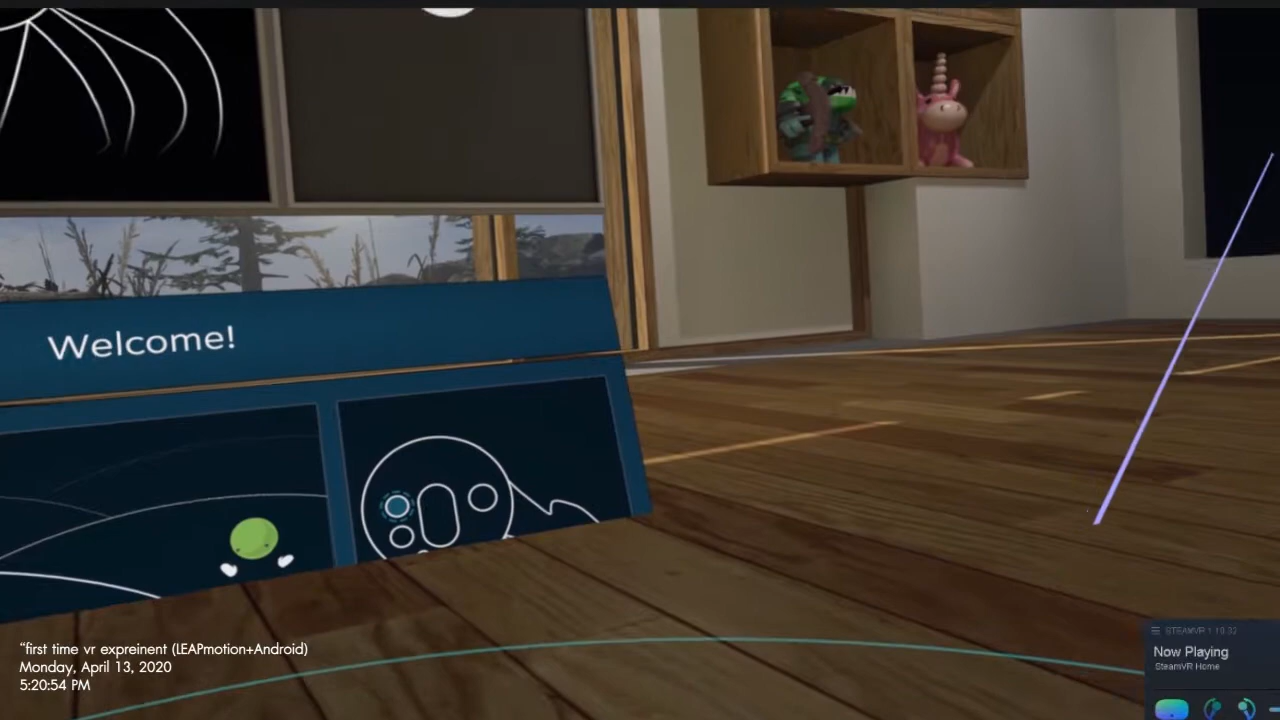 Welcome!
“first time vr expreinent (LEAPmotion+Android)
Monday, April 13, 2020
5:20:54 PM
Now Playing
SteamVR Home